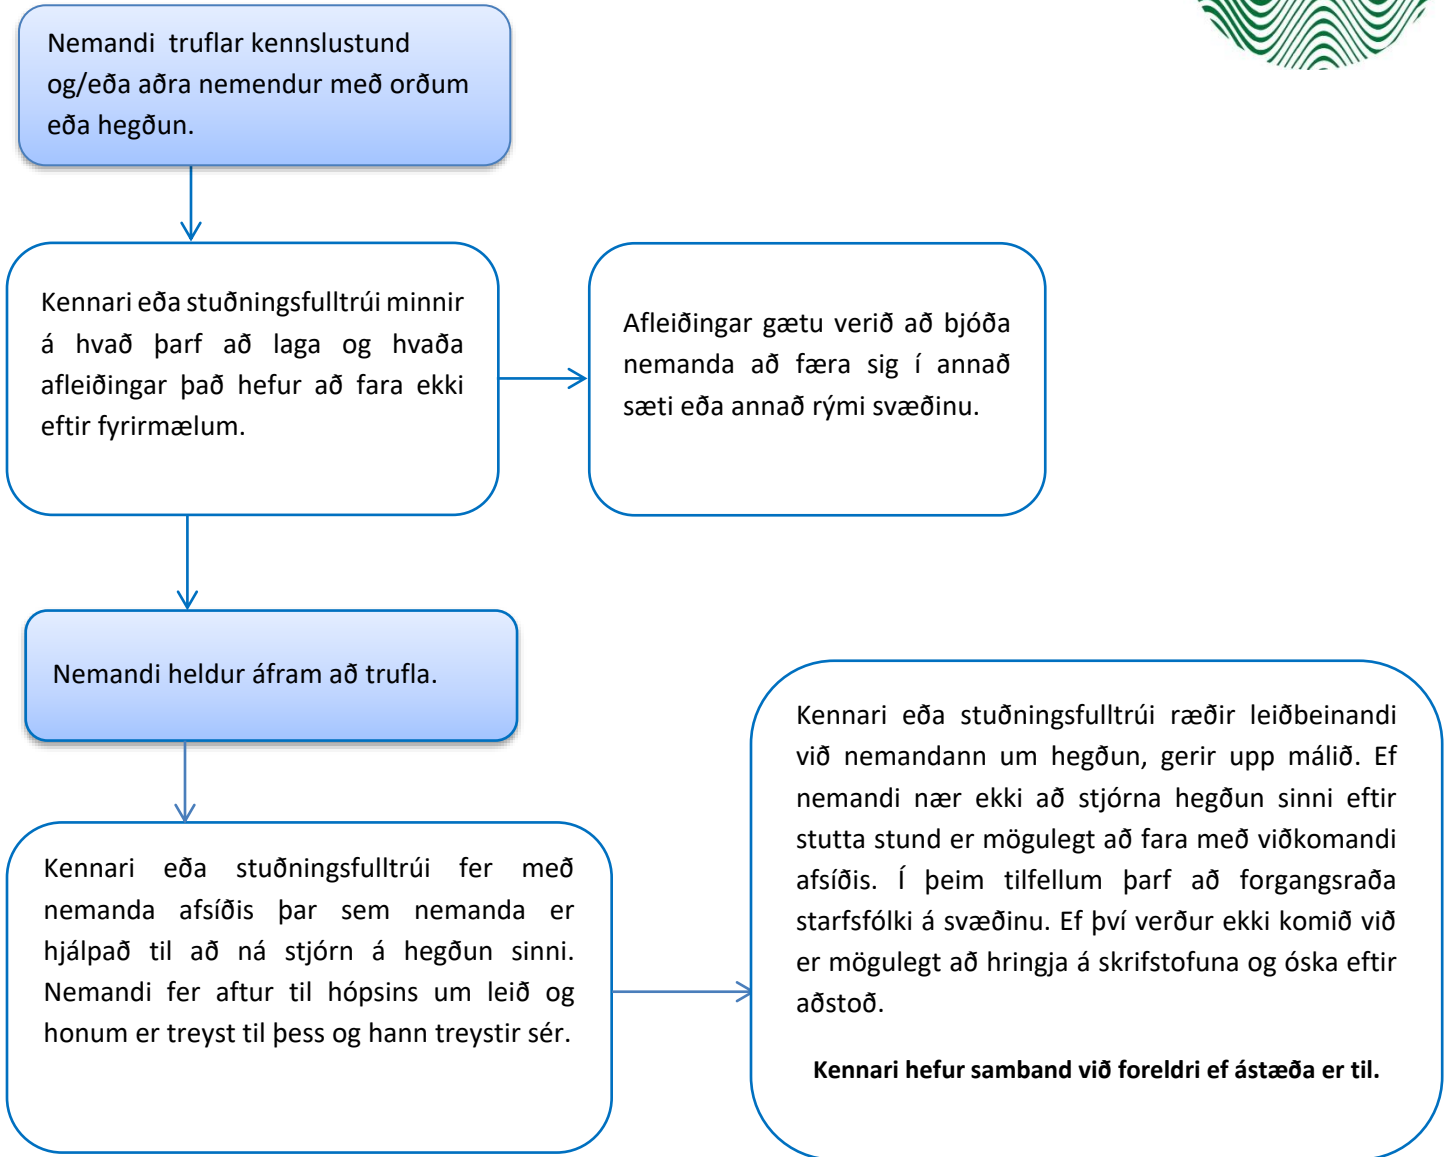 Nemandi truflar kennslustund
og/eða aðra nemendur með orðum
eða hegðun.
Kennari eða stuðningsfulltrúi minnir
á hvað þarf að laga og hvaða
afleiðingar það hefur að fara ekki
eftir fyrirmælum.
Afleiðingar gætu verið að bjóða
nemanda að færa sig í annað
sæti eða annað rými svæðinu.
Nemandi heldur áfram að trufla.
Kennari eða stuðningsfulltrúi fer með
nemanda afsíðis þar sem nemanda er
hjálpað til að ná stjórn á hegðun sinni.
Nemandi fer aftur til hópsins um leið og
honum er treyst til þess og hann treystir sér.
Kennari eða stuðningsfulltrúi ræðir leiðbeinandi
við nemandann um hegðun, gerir upp málið. Ef
nemandi nær ekki að stjórna hegðun sinni eftir
stutta stund er mögulegt að fara með viðkomandi
afsíðis. Í þeim tilfellum þarf að forgangsraða
starfsfólki á svæðinu. Ef því verður ekki komið við
er mögulegt að hringja á skrifstofuna og óska eftir
aðstoð.
Kennari hefur samband við foreldri ef ástæða er til.